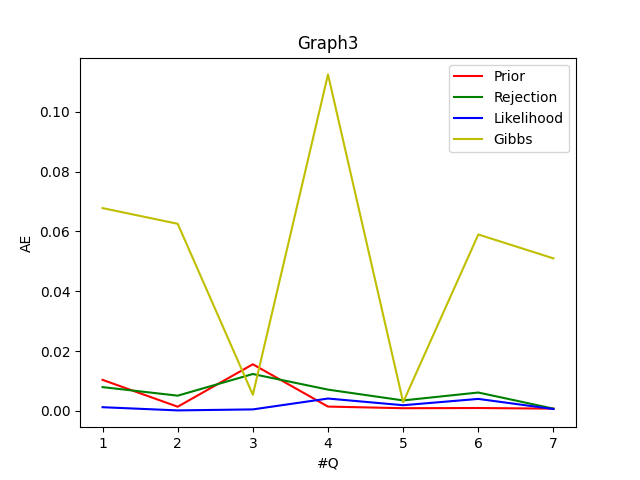 Graph3
Prior
Rejection
Likelihood
Gibbs
0.10
0.08
0.06
0.04
0.02
0.00
AE
1 2 3 4 5 6 7
#Q